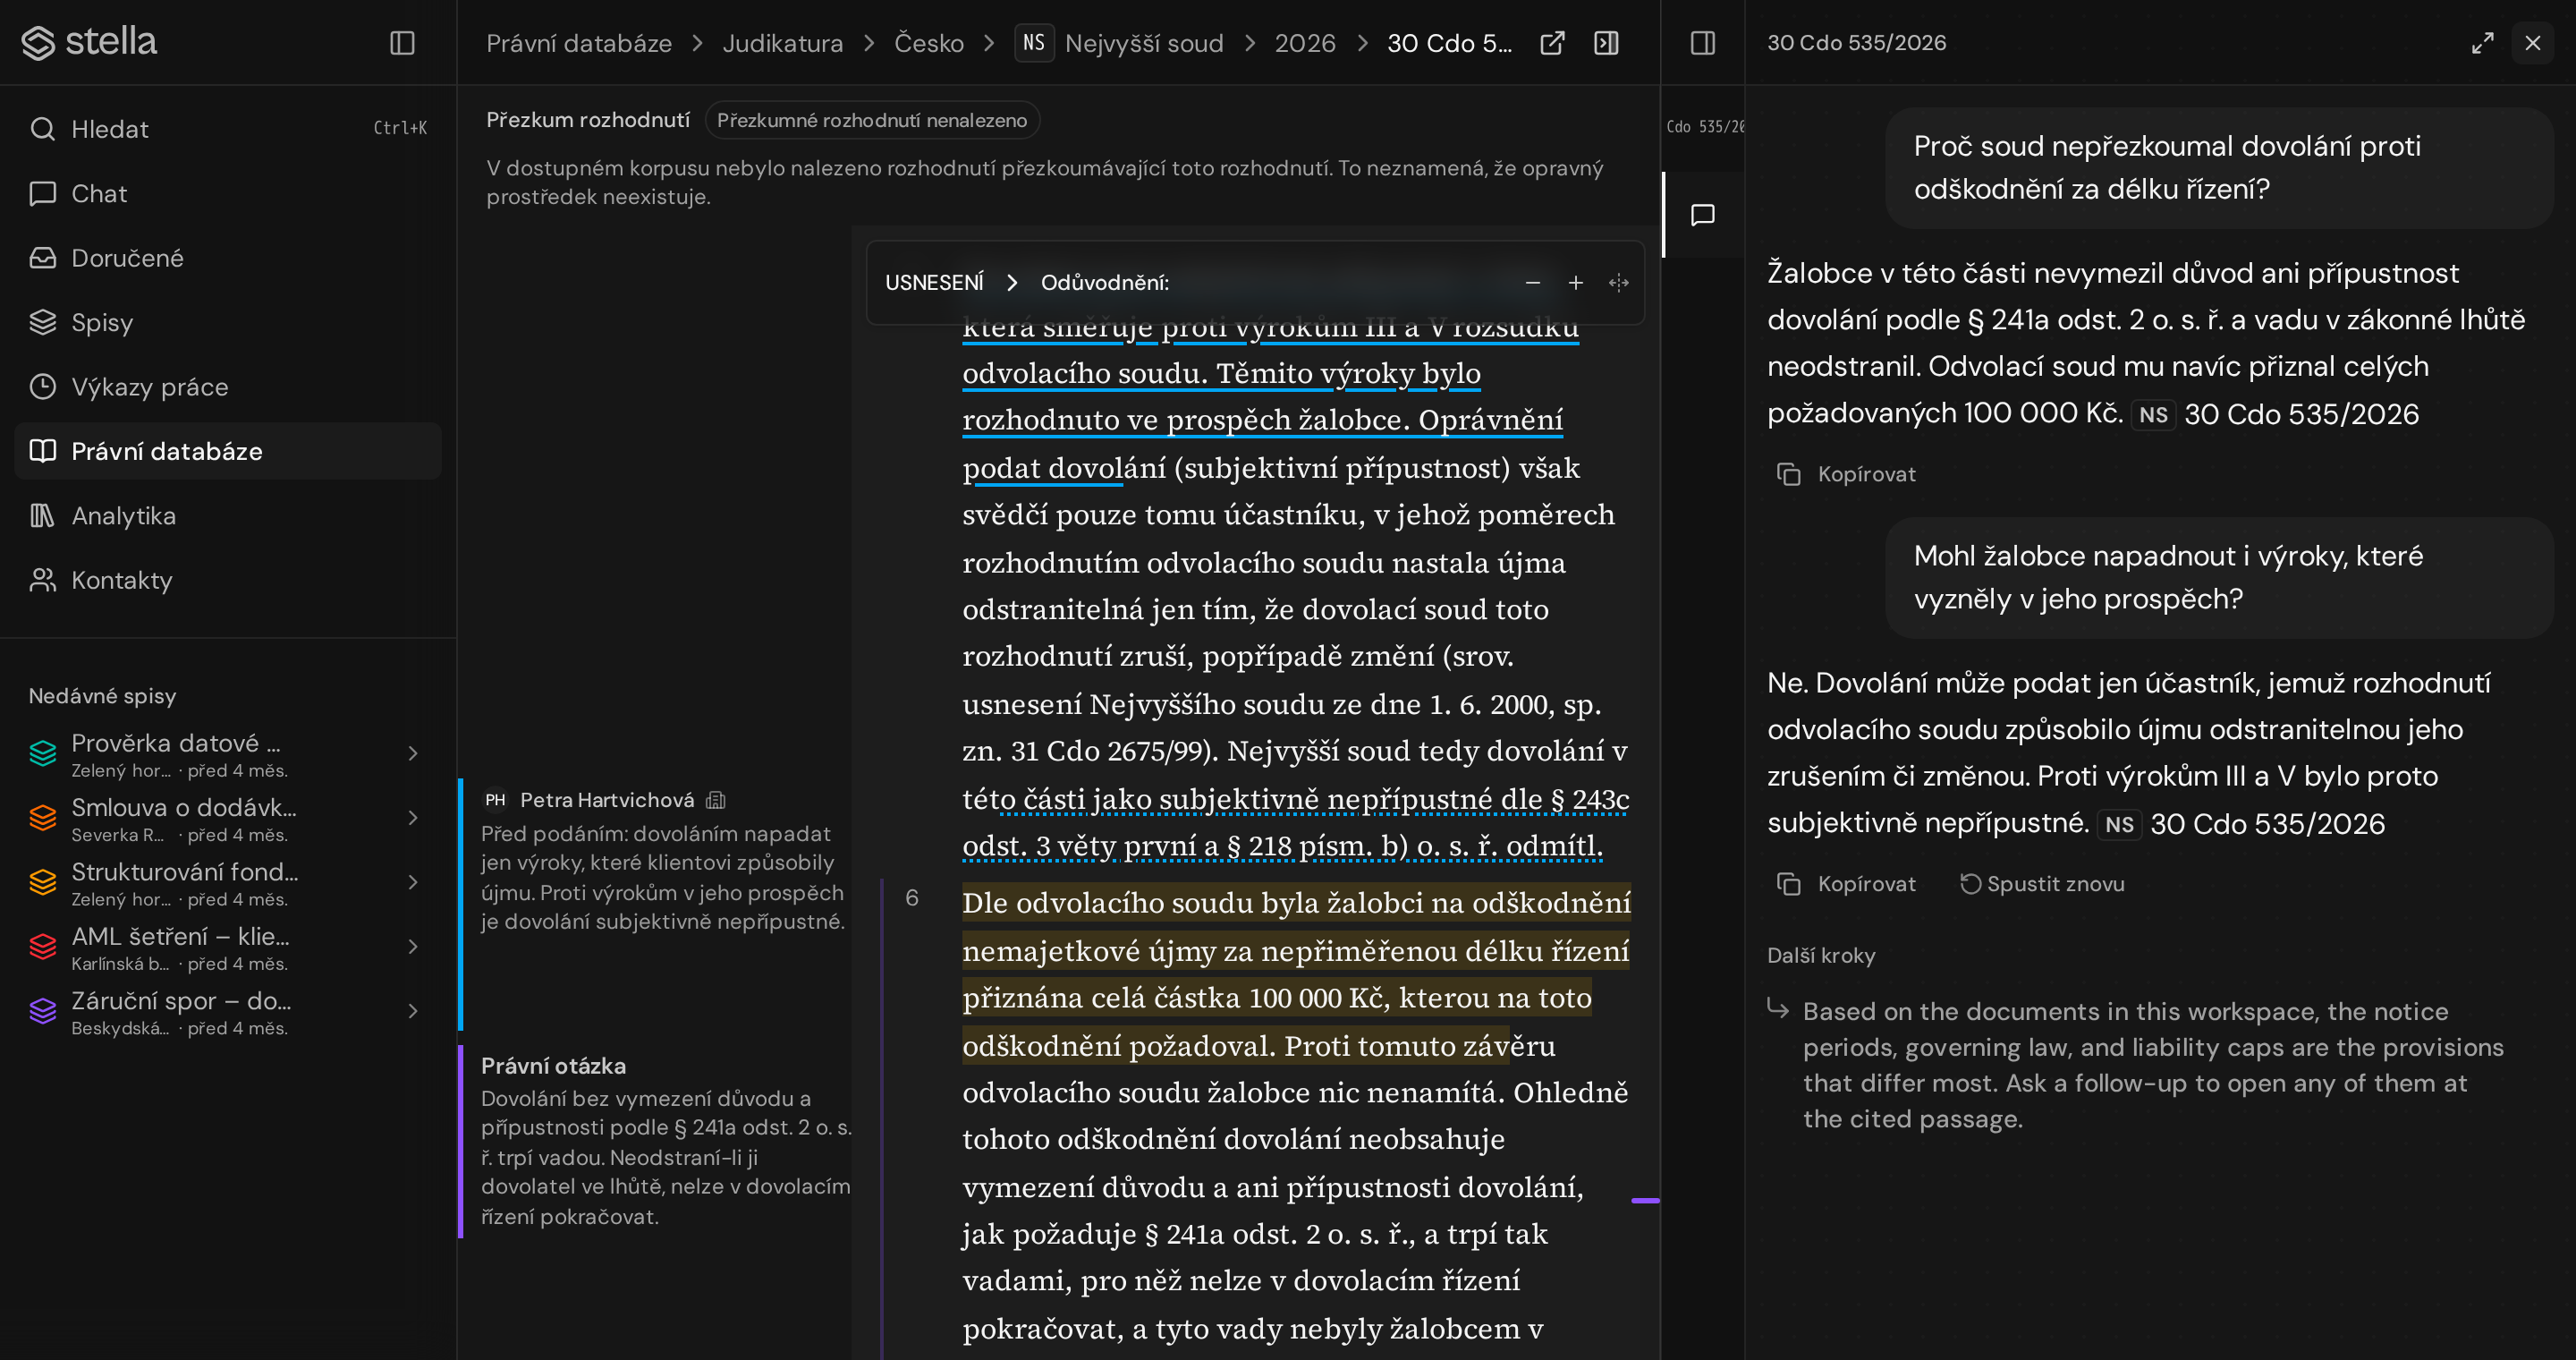 stella
Hledat
Ctrl+K
Chat
Doručené
Spisy
Výkazy práce
Právní databáze
Analytika
Kontakty
Nedávné spisy
Prověrka datové ...
Zelený hor... · před 4 měs.
Smlouva o dodávk...
Severka R... · před 4 měs.
Strukturování fond...
Zelený hor... · před 4 měs.
AML šetření – klie...
Karlínská b... · před 4 měs.
Záruční spor – do...
Beskydská... · před 4 měs.
Právní databáze > Judikatura > Česko > NS Nejvyšší soud > 2026 > 30 Cdo 5...
Přezkum rozhodnutí Přezkumné rozhodnutí nenalezeno
V dostupném korpusu nebylo nalezeno rozhodnutí přezkoumávající toto rozhodnutí. To neznamená, že opravný
prostředek neexistuje.
PH Petra Hartvichová
Před podáním: dovoláním napadat
jen výroky, které klientovi způsobily
újmu. Proti výrokům v jeho prospěch
je dovolání subjektivně nepřípustné.
Právní otázka
Dovolání bez vymezení důvodu a
přípustnosti podle § 241a odst. 2 o. s.
ř. trpí vadou. Neodstraní-li ji
dovolatel ve lhůtě, nelze v dovolacím
řízení pokračovat.
USNESENÍ > Odůvodnění:
která směřuje proti výrokům III a V rozsudku
odvolacího soudu. Těmito výroky bylo
rozhodnuto ve prospěch žalobce. Oprávnění
podat dovolání (subjektivní přípustnost) však
svědčí pouze tomu účastníku, v jehož poměrech
rozhodnutím odvolacího soudu nastala újma
odstranitelná jen tím, že dovolací soud toto
rozhodnutí zruší, popřípadě změní (srov.
usnesení Nejvyššího soudu ze dne 1. 6. 2000, sp.
zn. 31 Cdo 2675/99). Nejvyšší soud tedy dovolání v
této části jako subjektivně nepřípustné dle § 243c
odst. 3 věty první a § 218 písm. b) o. s. ř. odmítl.
6
Dle odvolacího soudu byla žalobci na odškodnění
nemajetkové újmy za nepřiměřenou délku řízení
přiznána celá částka 100 000 Kč, kterou na toto
odškodnění požadoval. Proti tomuto závěru
odvolacího soudu žalobce nic nenamítá. Ohledně
tohoto odškodnění dovolání neobsahuje
vymezení důvodu a ani přípustnosti dovolání,
jak požaduje § 241a odst. 2 o. s. ř., a trpí tak
vadami, pro něž nelze v dovolacím řízení
pokračovat, a tyto vady nebyly žalobcem v
Cdo 535/20
30 Cdo 535/2026
Proč soud nepřezkoumal dovolání proti
odškodnění za délku řízení?
Žalobce v této části nevymezil důvod ani přípustnost
dovolání podle § 241a odst. 2 o. s. ř. a vadu v zákonné lhůtě
neodstranil. Odvolací soud mu navíc přiznal celých
požadovaných 100 000 Kč. NS 30 Cdo 535/2026
Kopírovat
Mohl žalobce napadnout i výroky, které
vyzněly v jeho prospěch?
Ne. Dovolání může podat jen účastník, jemuž rozhodnutí
odvolacího soudu způsobilo újmu odstranitelnou jeho
zrušením či změnou. Proti výrokům III a V bylo proto
subjektivně nepřípustné. NS 30 Cdo 535/2026
Kopírovat Spustit znovu
Další kroky
Based on the documents in this workspace, the notice
periods, governing law, and liability caps are the provisions
that differ most. Ask a follow-up to open any of them at
the cited passage.